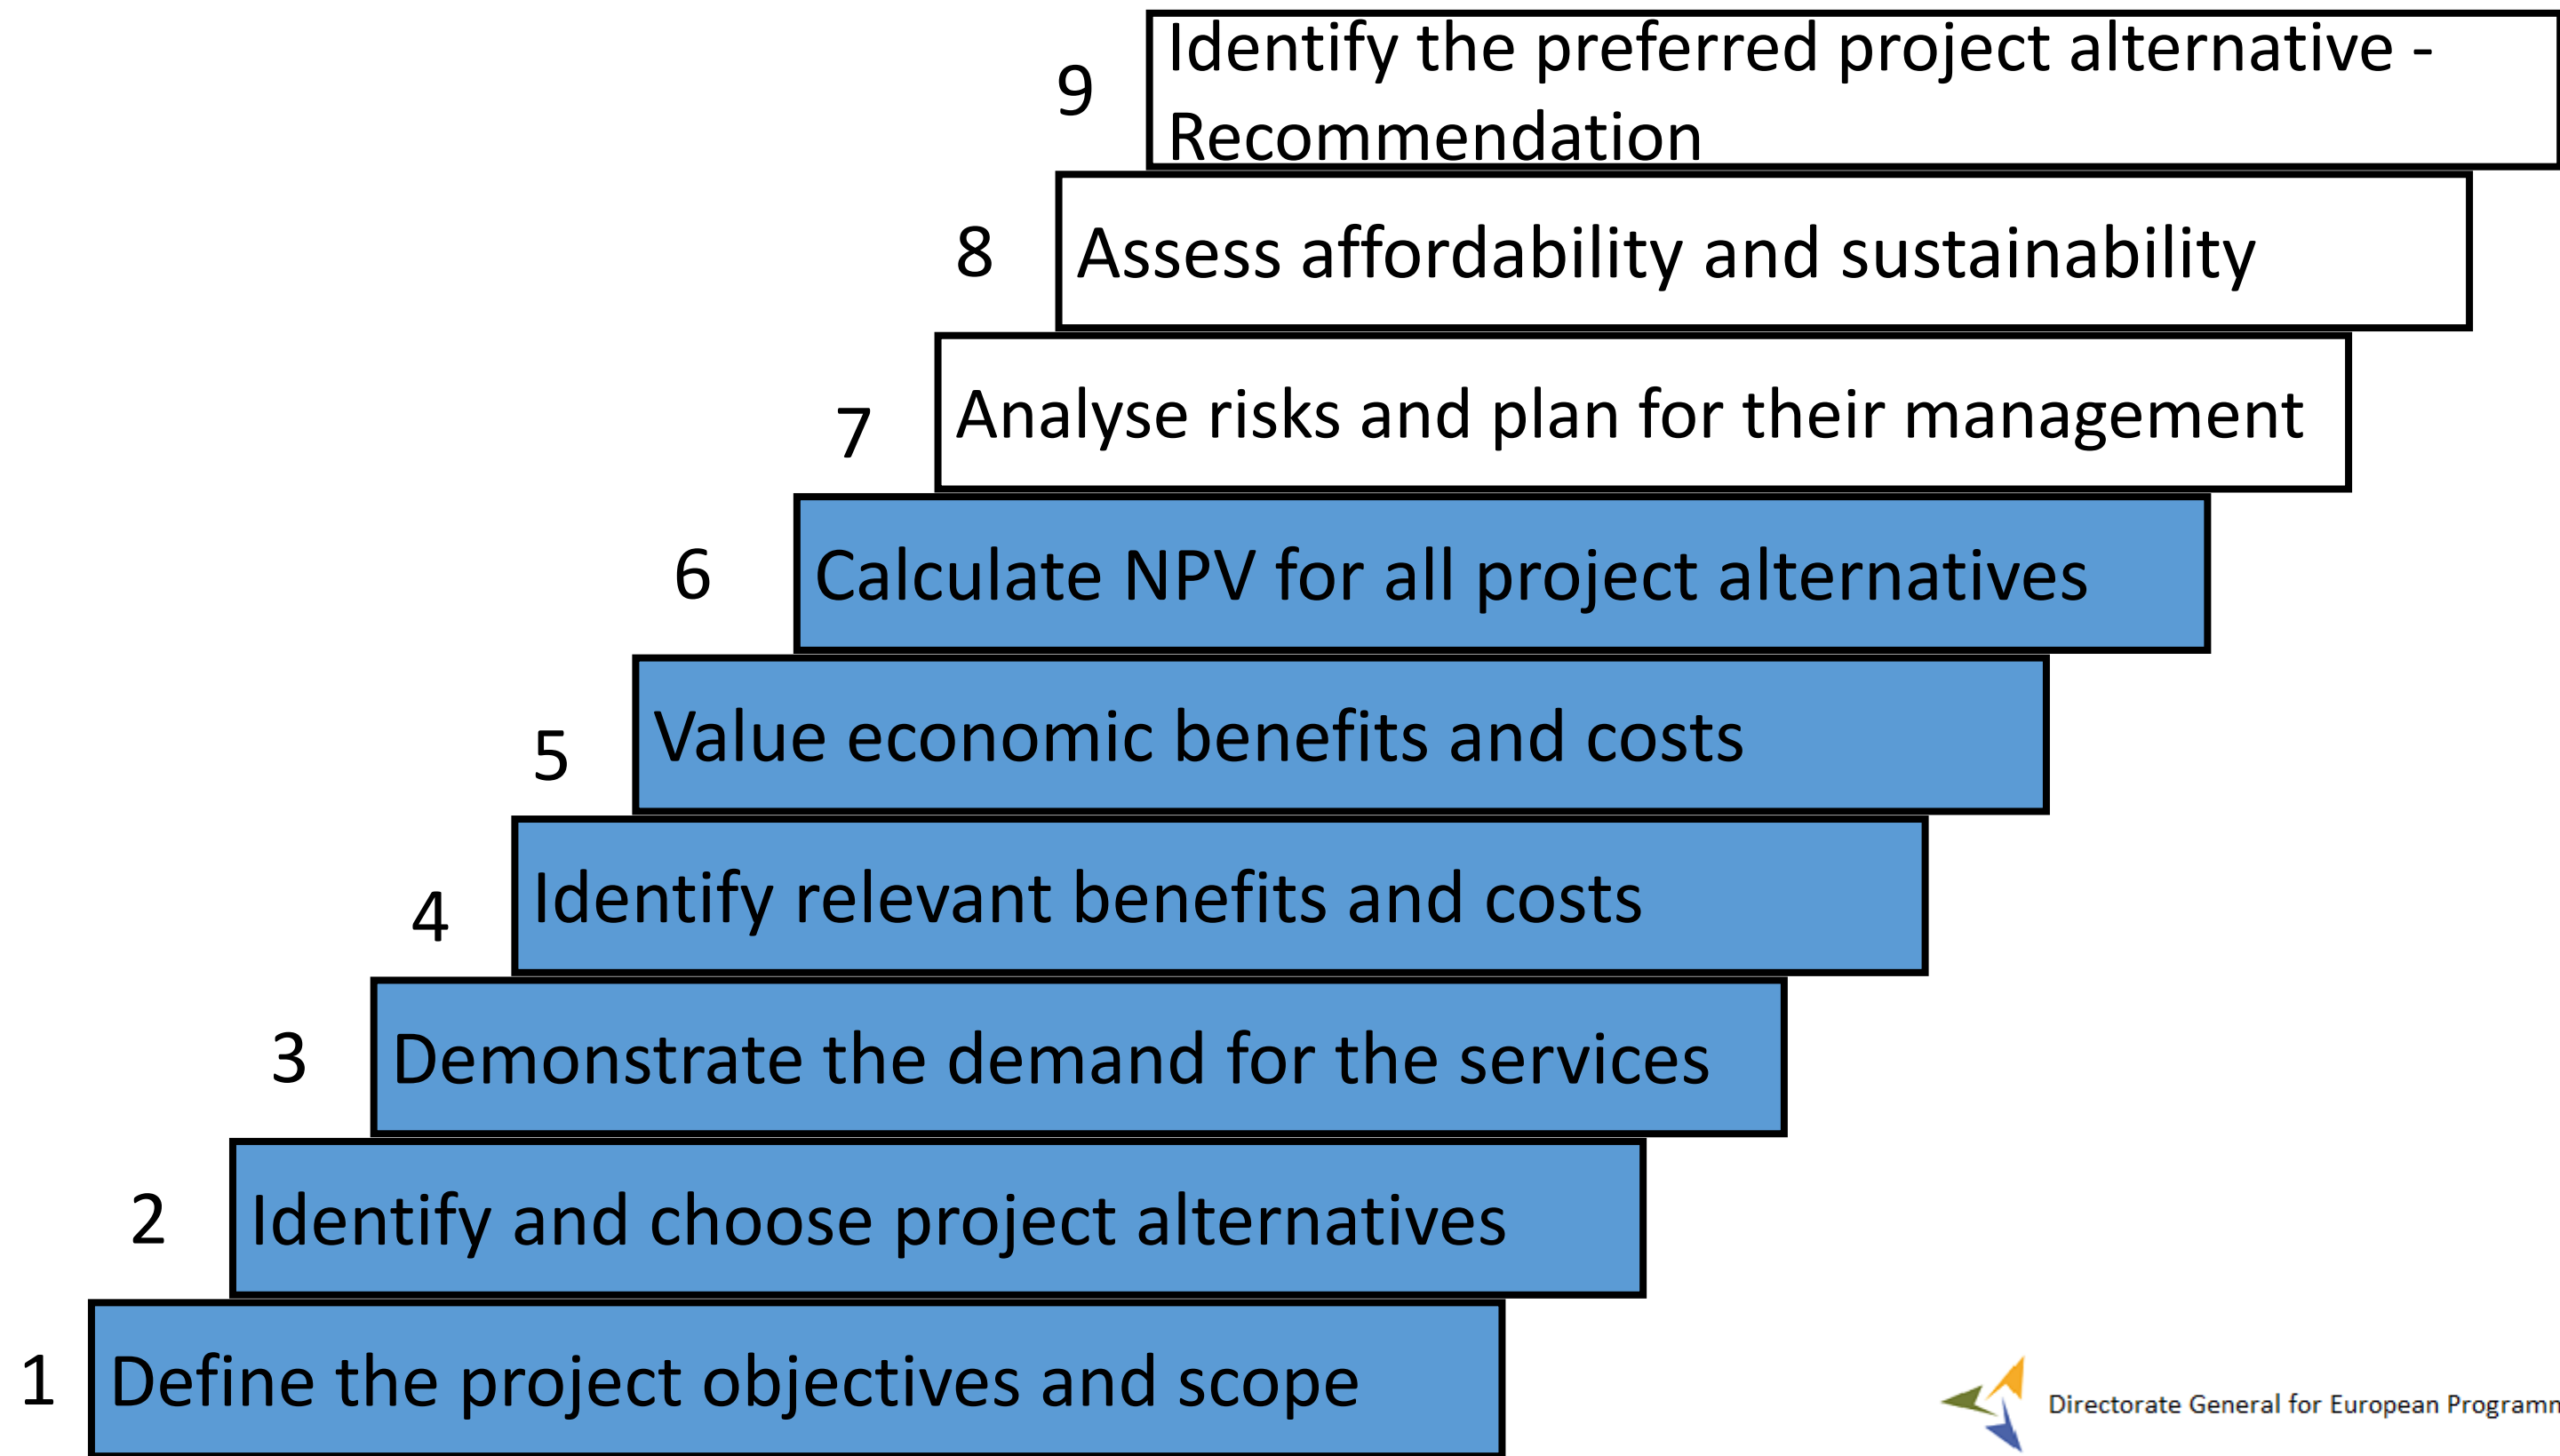 9
Identify the preferred project alternative -
Recommendation
8
Assess affordability and sustainability
7
Analyse risks and plan for their management
6
Calculate NPV for all project alternatives
5
Value economic benefits and costs
4
Identify relevant benefits and costs
3
Demonstrate the demand for the services
2
Identify and choose project alternatives
1
Define the project objectives and scope
Directorate General for European